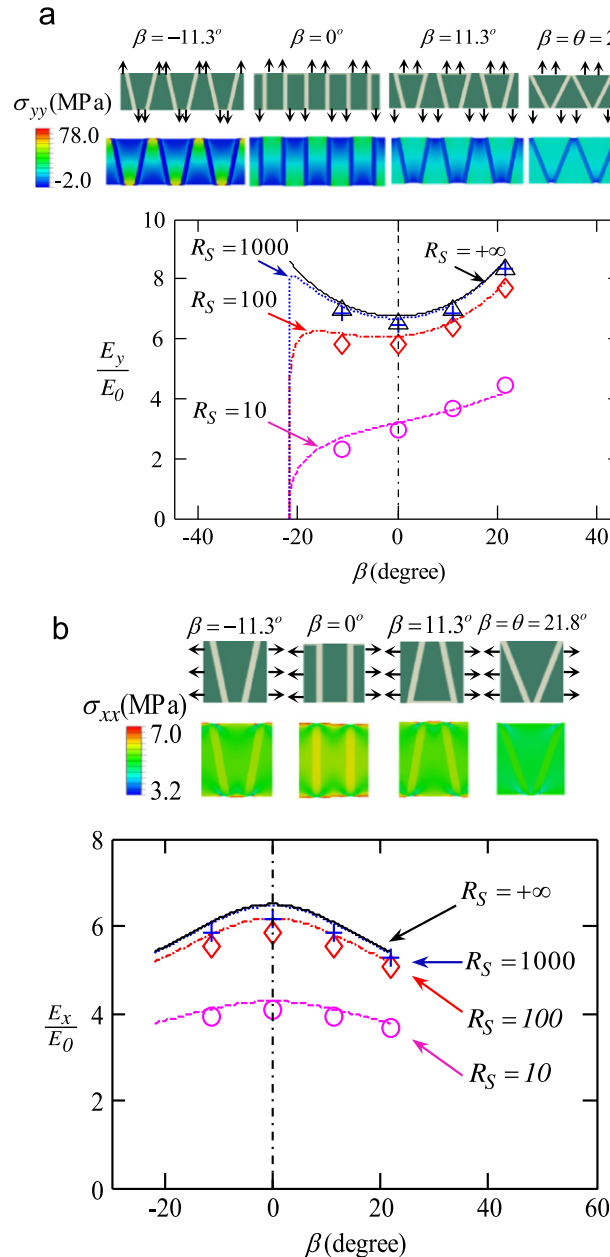 a
β = −11.3° β = 0° β = 11.3° β = θ = 2
σyy (MPa)
78.0
-2.0
10
8
6
4
2
0
Ey/E0
RS = 1000
RS = +∞
RS = 100
RS = 10
-40 -20 0 20 40
β (degree)
b
β = −11.3° β = 0° β = 11.3° β = θ = 21.8°
σxx (MPa)
7.0
3.2
8
6
4
2
0
Ex/E0
RS = +∞
RS = 1000
RS = 100
RS = 10
-20 0 20 40 60
β (degree)